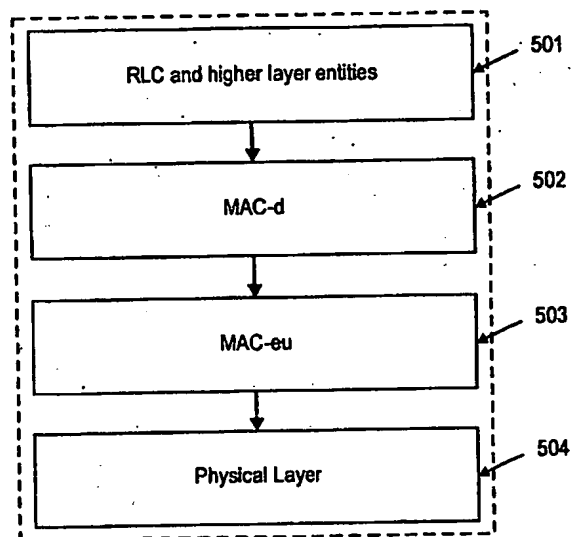 RLC and higher layer entities
501
MAC-d
502
MAC-eu
503
Physical Layer
504